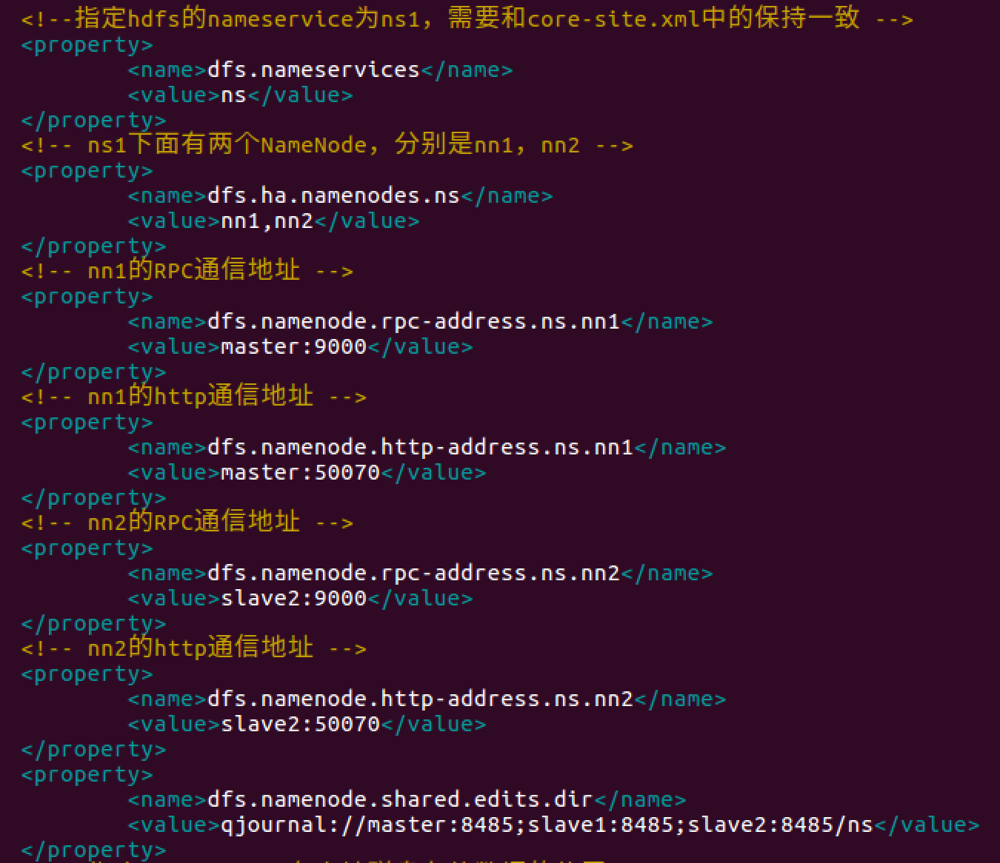 <!--指定hdfs的nameservice为ns1，需要和core-site.xml中的保持一致 -->
<property>
        <name>dfs.nameservices</name>
        <value>ns</value>
</property>
<!-- ns1下面有两个NameNode，分别是nn1，nn2 -->
<property>
        <name>dfs.ha.namenodes.ns</name>
        <value>nn1,nn2</value>
</property>
<!-- nn1的RPC通信地址 -->
<property>
        <name>dfs.namenode.rpc-address.ns.nn1</name>
        <value>master:9000</value>
</property>
<!-- nn1的http通信地址 -->
<property>
        <name>dfs.namenode.http-address.ns.nn1</name>
        <value>master:50070</value>
</property>
<!-- nn2的RPC通信地址 -->
<property>
        <name>dfs.namenode.rpc-address.ns.nn2</name>
        <value>slave2:9000</value>
</property>
<!-- nn2的http通信地址 -->
<property>
        <name>dfs.namenode.http-address.ns.nn2</name>
        <value>slave2:50070</value>
</property>
<property>
        <name>dfs.namenode.shared.edits.dir</name>
        <value>qjournal://master:8485;slave1:8485;slave2:8485/ns</value>
</property>